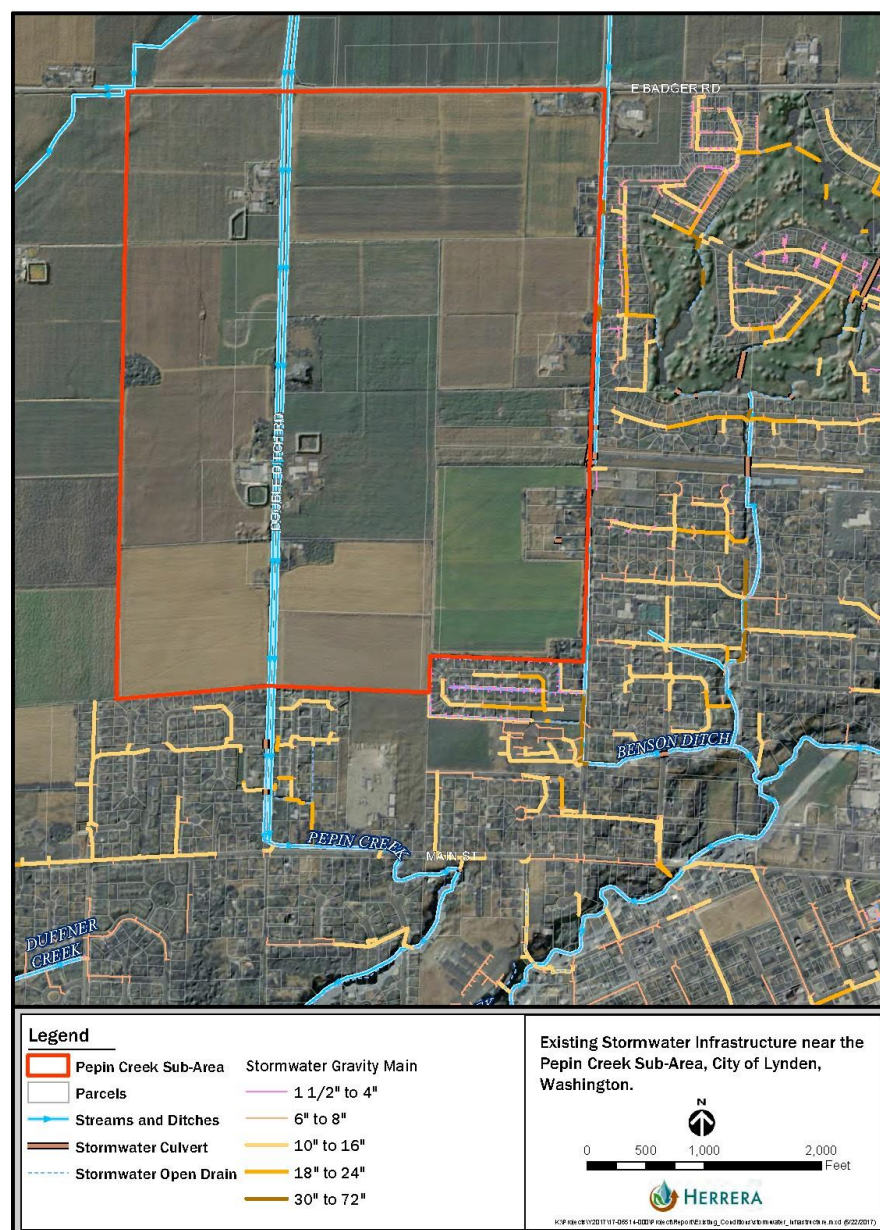 E BADGER RD
DOUBLE DITCH RD
BENSON DITCH
PEPIN CREEK
MAIN ST
DUFFNER
CREEK
Legend
Pepin Creek Sub-Area
Parcels
Streams and Ditches
Stormwater Culvert
Stormwater Open Drain
Stormwater Gravity Main
1 1/2" to 4"
6" to 8"
10" to 16"
18" to 24"
30" to 72"
Existing Stormwater Infrastructure near the
Pepin Creek Sub-Area, City of Lynden,
Washington.
N
0 500 1,000 2,000
Feet
HERRERA